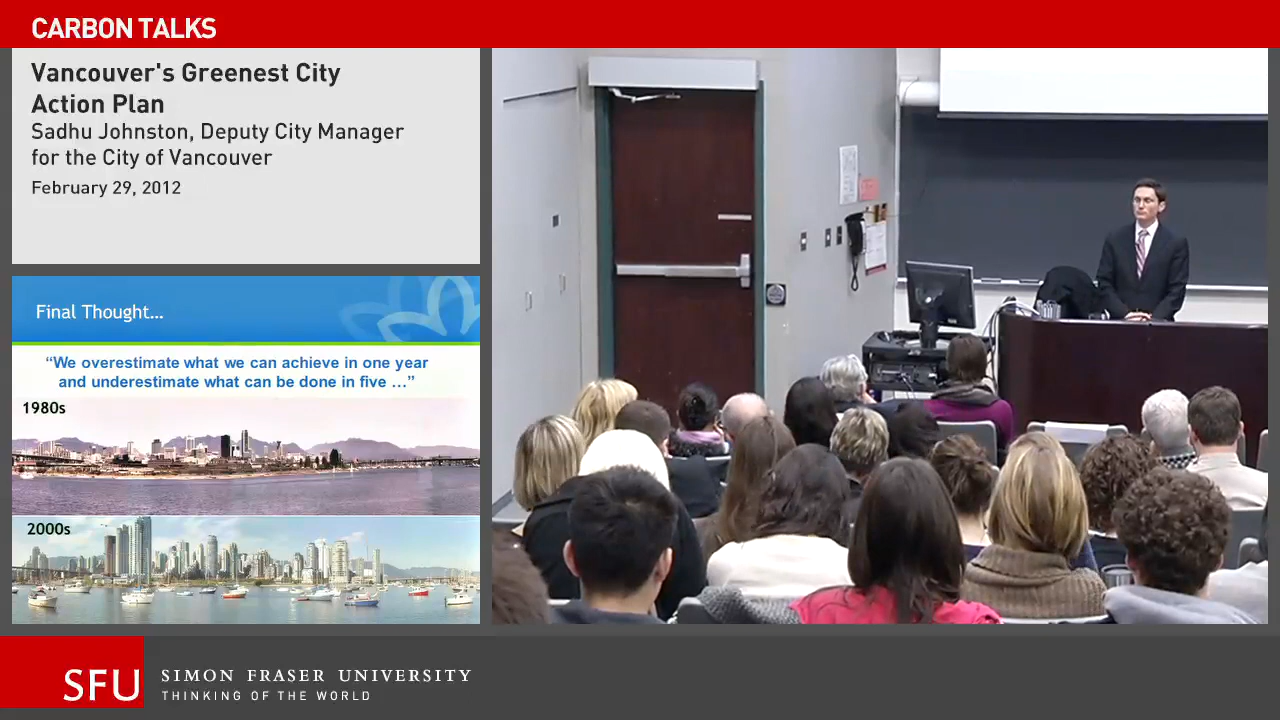 CARBON TALKS
Vancouver's Greenest City
Action Plan
Sadhu Johnston, Deputy City Manager
for the City of Vancouver
February 29, 2012
Final Thought...
“We overestimate what we can achieve in one year
and underestimate what can be done in five …”
1980s
2000s
SFU
SIMON FRASER UNIVERSITY
THINKING OF THE WORLD